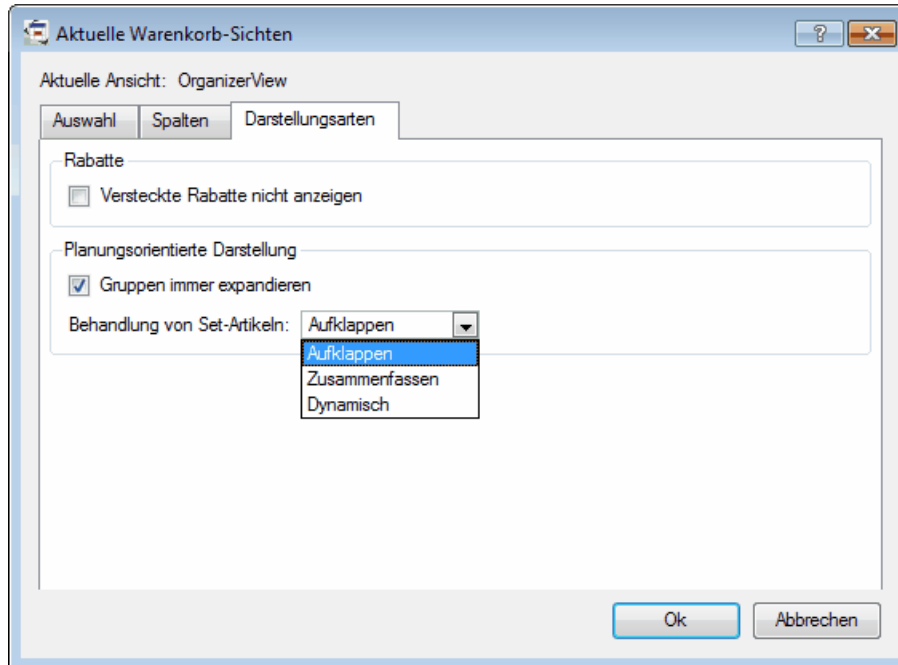 Aktuelle Warenkorb-Sichten
?
Aktuelle Ansicht: OrganizerView
Auswahl Spalten Darstellungsarten
Rabatte
Versteckte Rabatte nicht anzeigen
Planungsorientierte Darstellung
Gruppen immer expandieren
Behandlung von Set-Artikeln: Aufklappen
Aufklappen
Zusammenfassen
Dynamisch
Ok Abbrechen